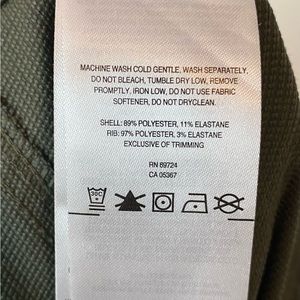 MACHINE WASH COLD GENTLE, WASH SEPARATELY.
DO NOT BLEACH, TUMBLE DRY LOW, REMOVE
PROMPTLY, IRON LOW, DO NOT USE FABRIC
SOFTENER, DO NOT DRYCLEAN.
SHELL: 89% POLYESTER, 11% ELASTANE
RIB: 97% POLYESTER, 3% ELASTANE
EXCLUSIVE OF TRIMMING
RN 89724
CA 05367
30C